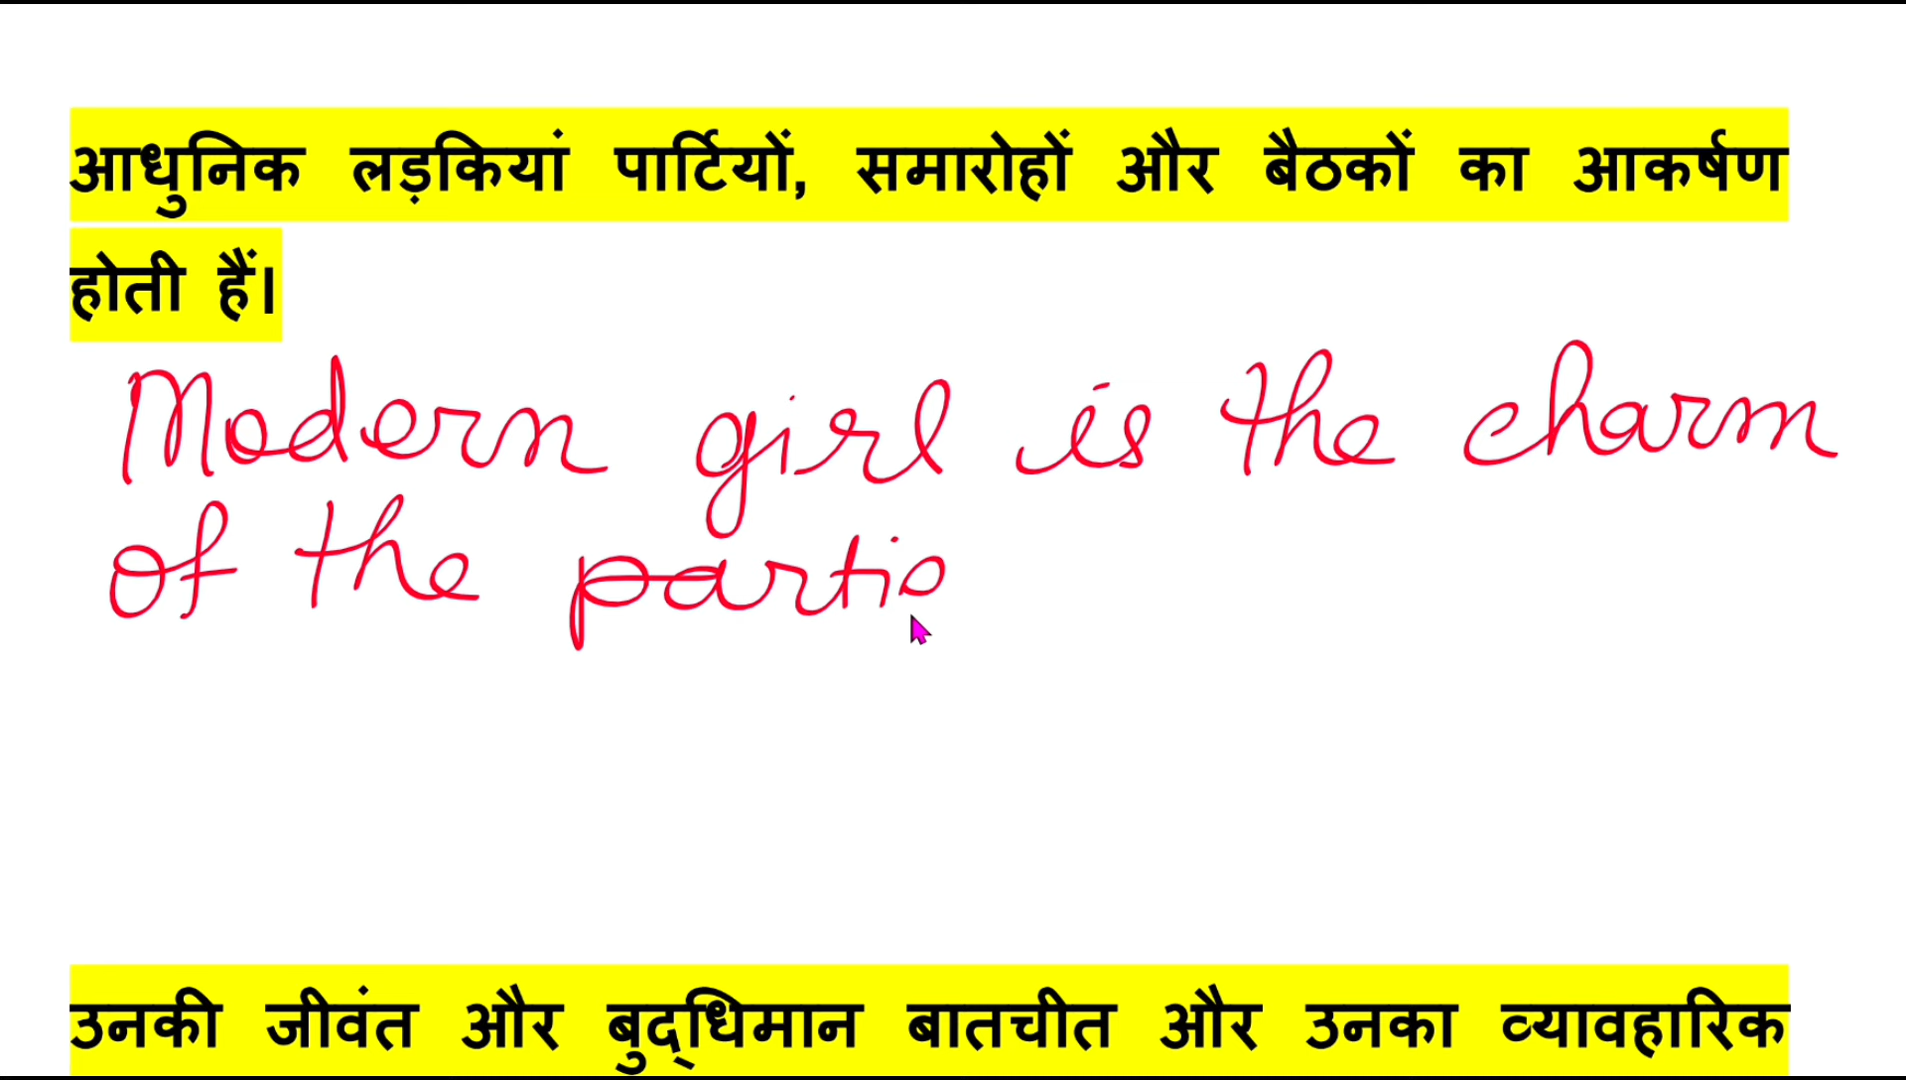 आधुनिक लड़कियां पार्टियों, समारोहों और बैठकों का आकर्षण
होती हैं।
Modern girl is the charm
of the partie
उनकी जीवंत और बुद्धिमान बातचीत और उनका व्यावहारिक